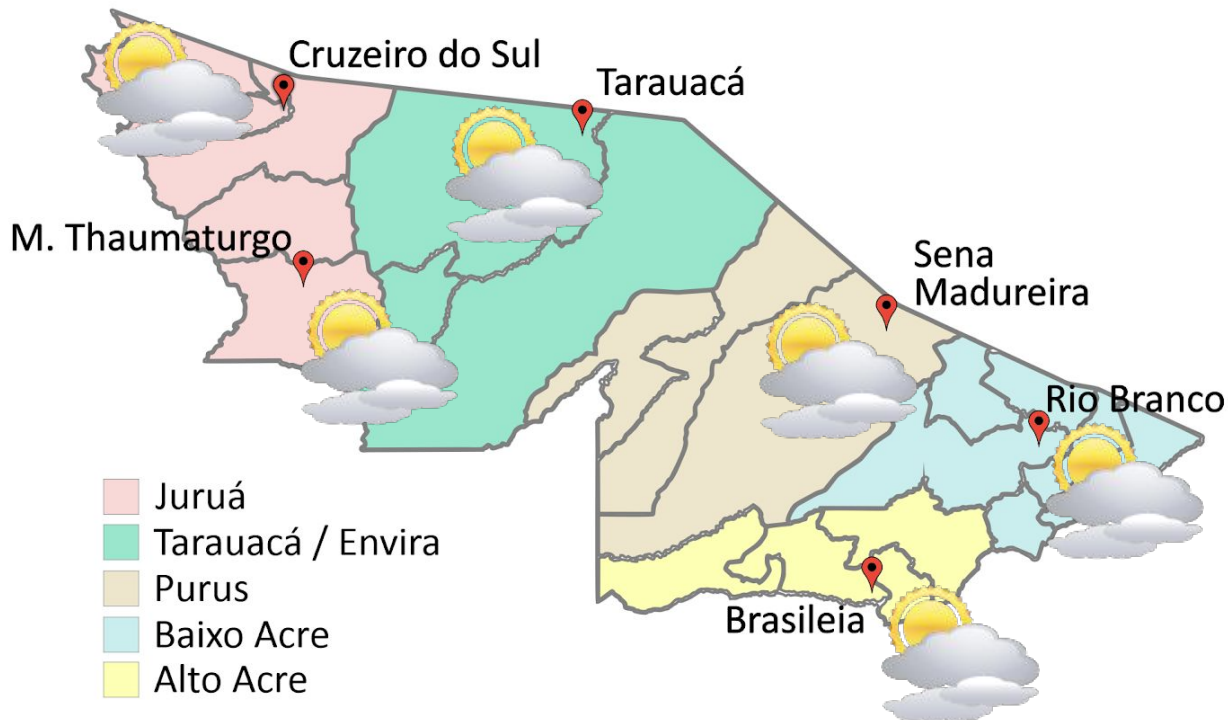 Cruzeiro do Sul
Tarauacá
M. Thaumaturgo
Sena
Madureira
Rio Branco
Brasileia
Juruá
Tarauacá / Envira
Purus
Baixo Acre
Alto Acre